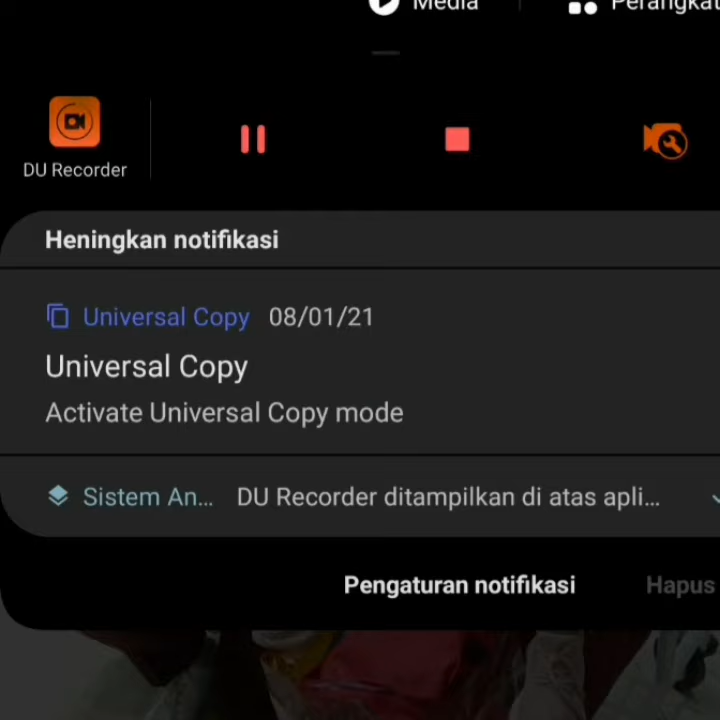 Media
Perangkat
DU Recorder
Heningkan notifikasi
Universal Copy 08/01/21
Universal Copy
Activate Universal Copy mode
Sistem An... DU Recorder ditampilkan di atas apli...
Pengaturan notifikasi
Hapus